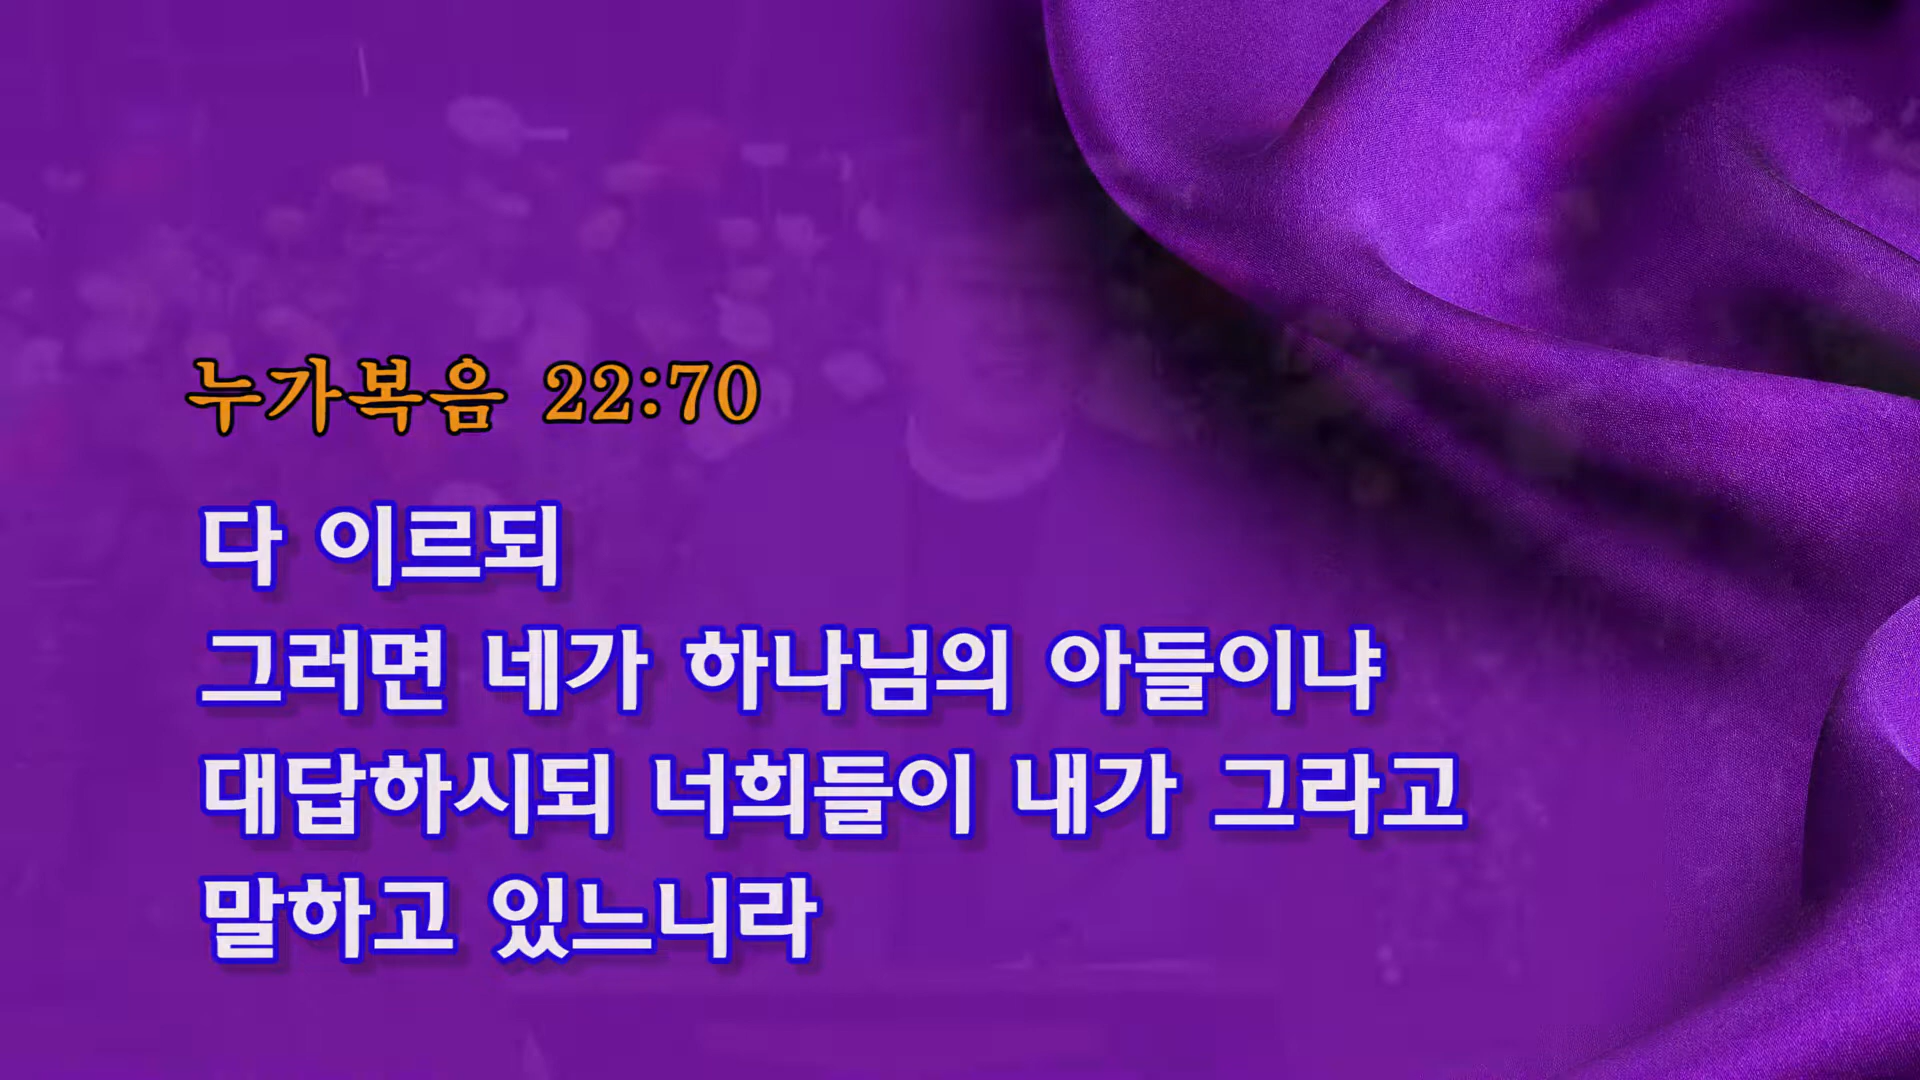 누가복음 22:70
다 이르되
그러면 네가 하나님의 아들이냐
대답하시되 너희들이 내가 그라고
말하고 있느니라